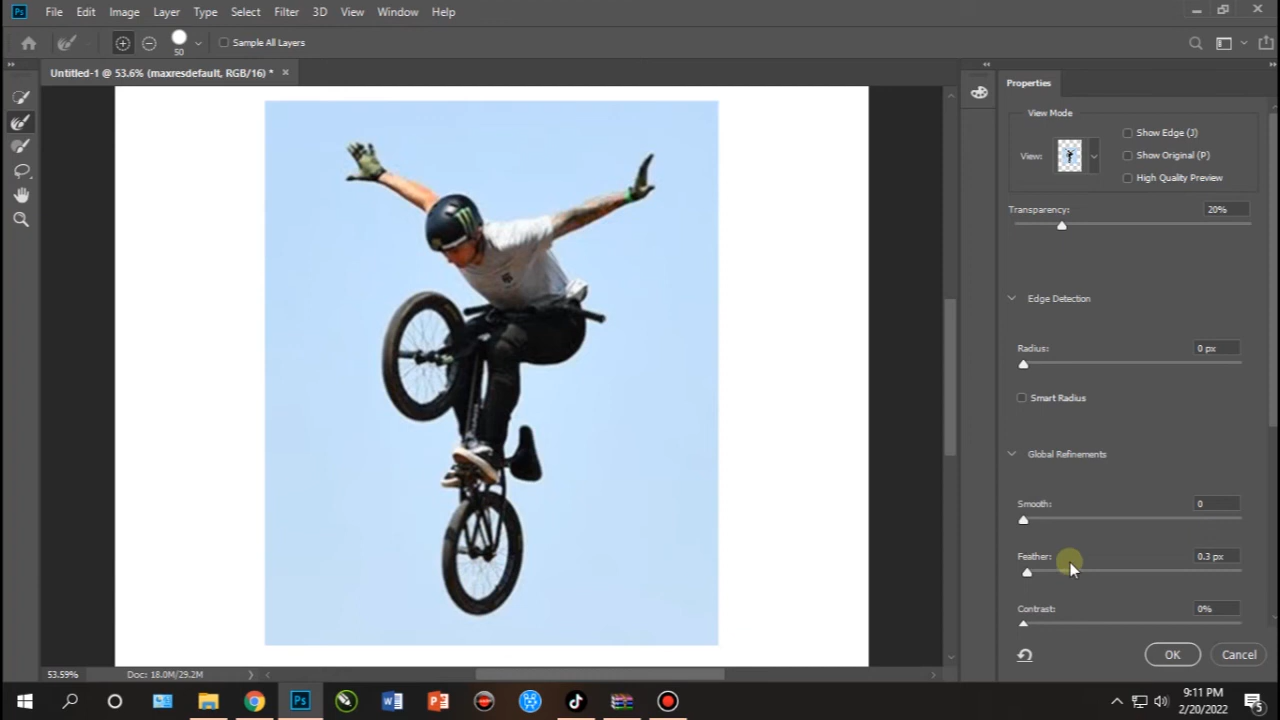 Ps File Edit Image Layer Type Select Filter 3D View Window Help
50 Sample All Layers
Untitled-1 @ 53.6% (maxresdefault, RGB/16) * ×
Properties
View Mode
View:
Show Edge (J)
Show Original (P)
High Quality Preview
Transparency: 20%
Edge Detection
Radius: 0 px
Smart Radius
Global Refinements
Smooth: 0
Feather: 0.3 px
Contrast: 0%
OK Cancel
53.59% Doc: 18.0M/29.2M
Ps W P
9:11 PM
2/20/2022
5